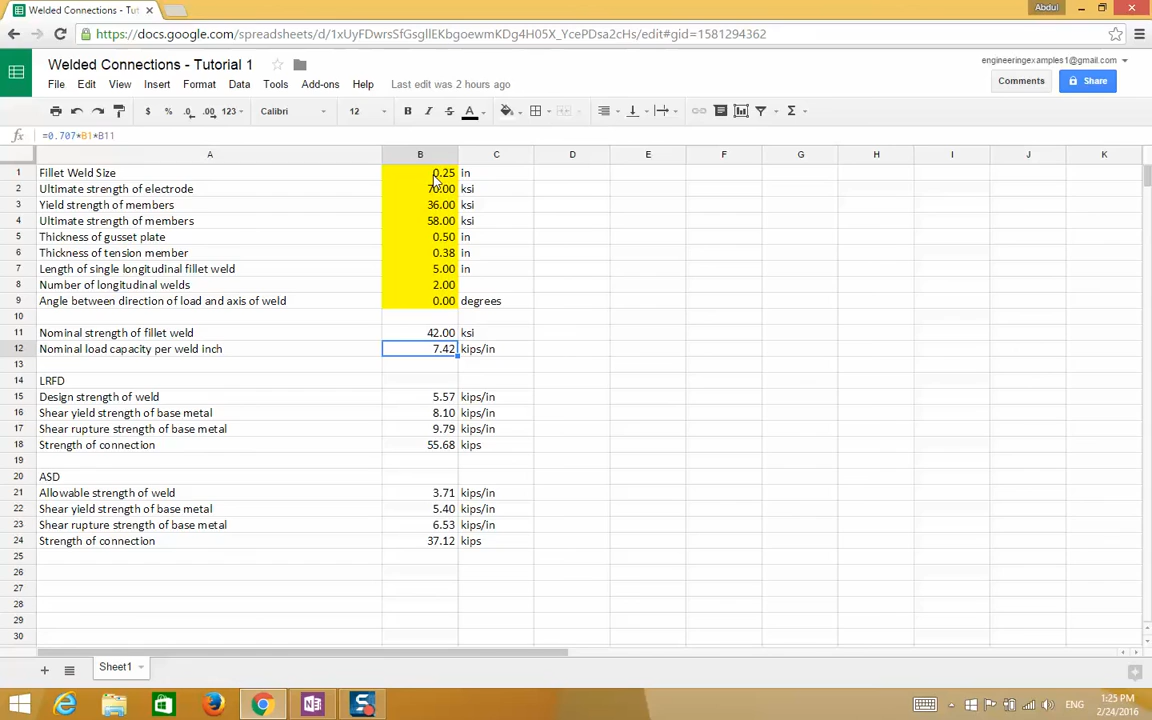 Welded Connections - Tut
Abdul
https://docs.google.com/spreadsheets/d/1xUyFDwrsSfGsgllEKbgoewmKDg4H05X_YcePDsa2cHs/edit#gid=1581294362
Welded Connections - Tutorial 1
engineeringexamples1@gmail.com
File Edit View Insert Format Data Tools Add-ons Help Last edit was 2 hours ago
Comments Share
$ % .0 .00 123 Calibri 12 B I S A Σ
fx =0.707*B1*B11
A B C D E F G H I J K
1 Fillet Weld Size 0.25 in
2 Ultimate strength of electrode 70.00 ksi
3 Yield strength of members 36.00 ksi
4 Ultimate strength of members 58.00 ksi
5 Thickness of gusset plate 0.50 in
6 Thickness of tension member 0.38 in
7 Length of single longitudinal fillet weld 5.00 in
8 Number of longitudinal welds 2.00
9 Angle between direction of load and axis of weld 0.00 degrees
10
11 Nominal strength of fillet weld 42.00 ksi
12 Nominal load capacity per weld inch 7.42 kips/in
13
14 LRFD
15 Design strength of weld 5.57 kips/in
16 Shear yield strength of base metal 8.10 kips/in
17 Shear rupture strength of base metal 9.79 kips/in
18 Strength of connection 55.68 kips
19
20 ASD
21 Allowable strength of weld 3.71 kips/in
22 Shear yield strength of base metal 5.40 kips/in
23 Shear rupture strength of base metal 6.53 kips/in
24 Strength of connection 37.12 kips
25
26
27
28
29
30
Sheet1
ENG 1:25 PM
2/24/2016